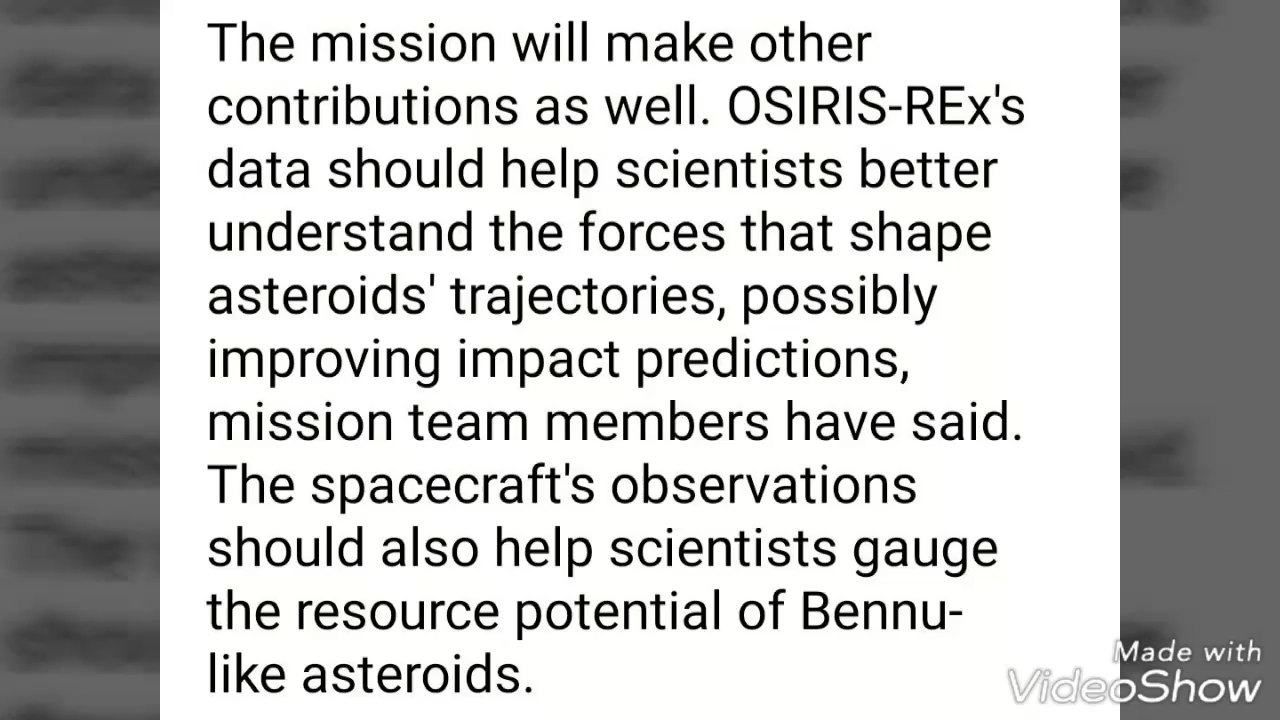 The mission will make other
contributions as well. OSIRIS-REx's
data should help scientists better
understand the forces that shape
asteroids' trajectories, possibly
improving impact predictions,
mission team members have said.
The spacecraft's observations
should also help scientists gauge
the resource potential of Bennu-
like asteroids.
Made with
VideoShow